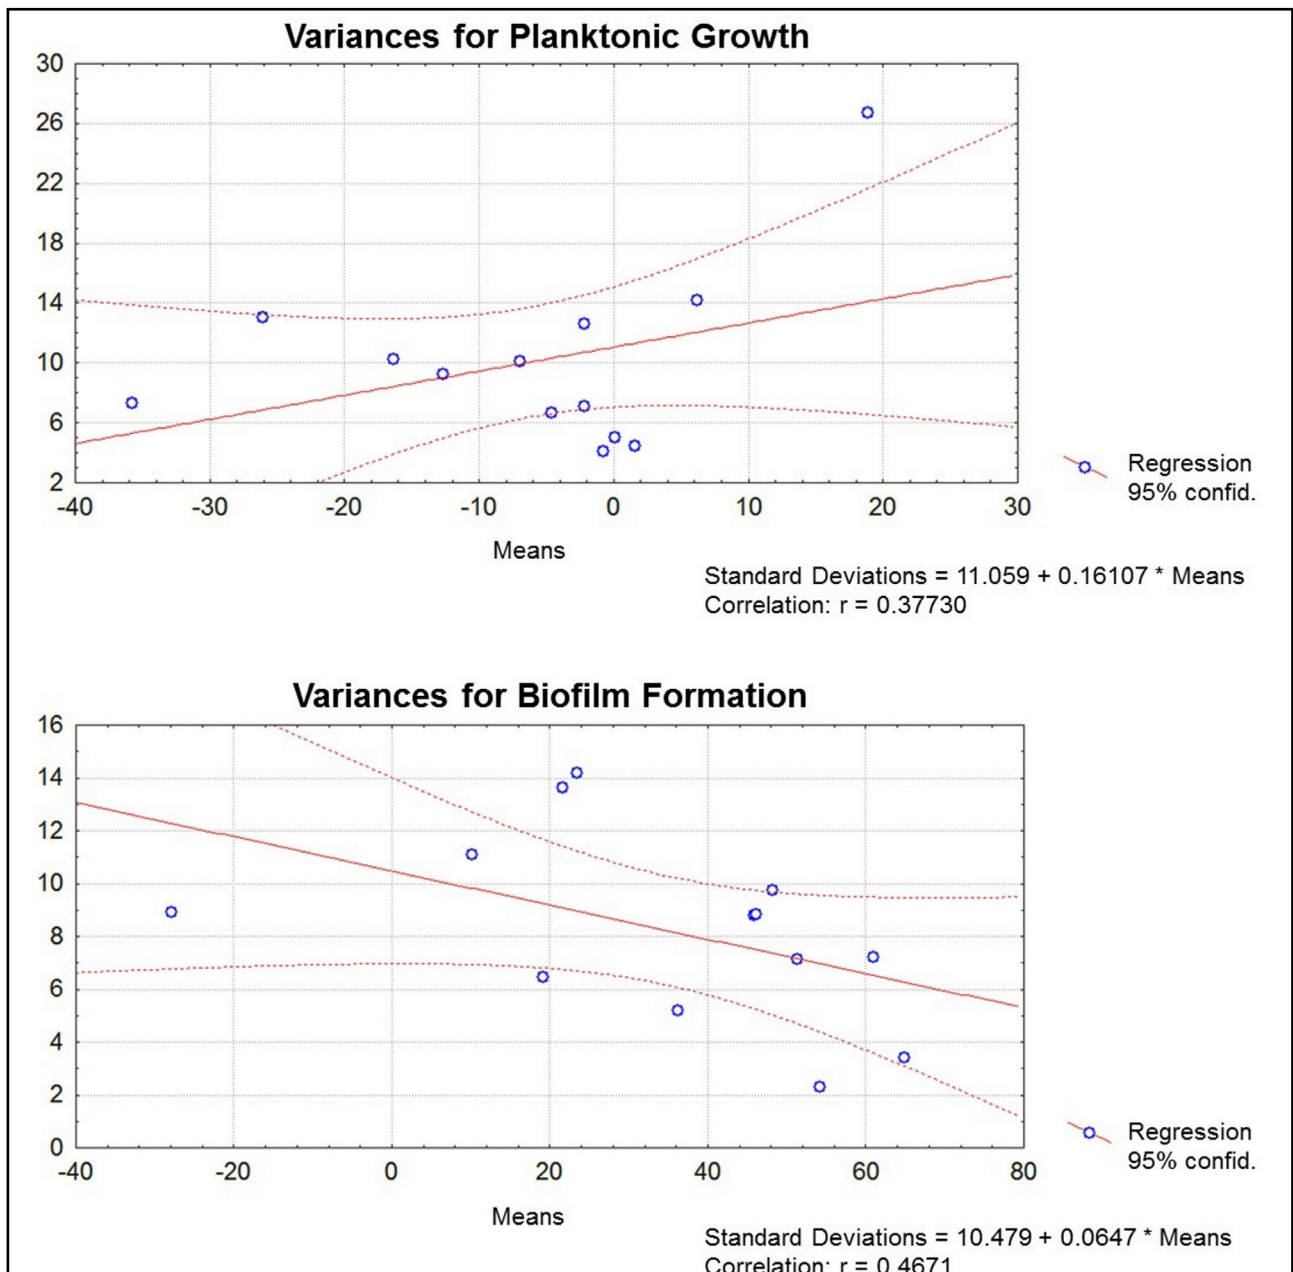 Variances for Planktonic Growth
30
26
22
18
14
10
6
2
-40 -30 -20 -10 0 10 20 30
Means
Regression
95% confid.
Standard Deviations = 11.059 + 0.16107 * Means
Correlation: r = 0.37730
Variances for Biofilm Formation
16
14
12
10
8
6
4
2
0
-40 -20 0 20 40 60 80
Means
Regression
95% confid.
Standard Deviations = 10.479 + 0.0647 * Means
Correlation: r = 0.4671